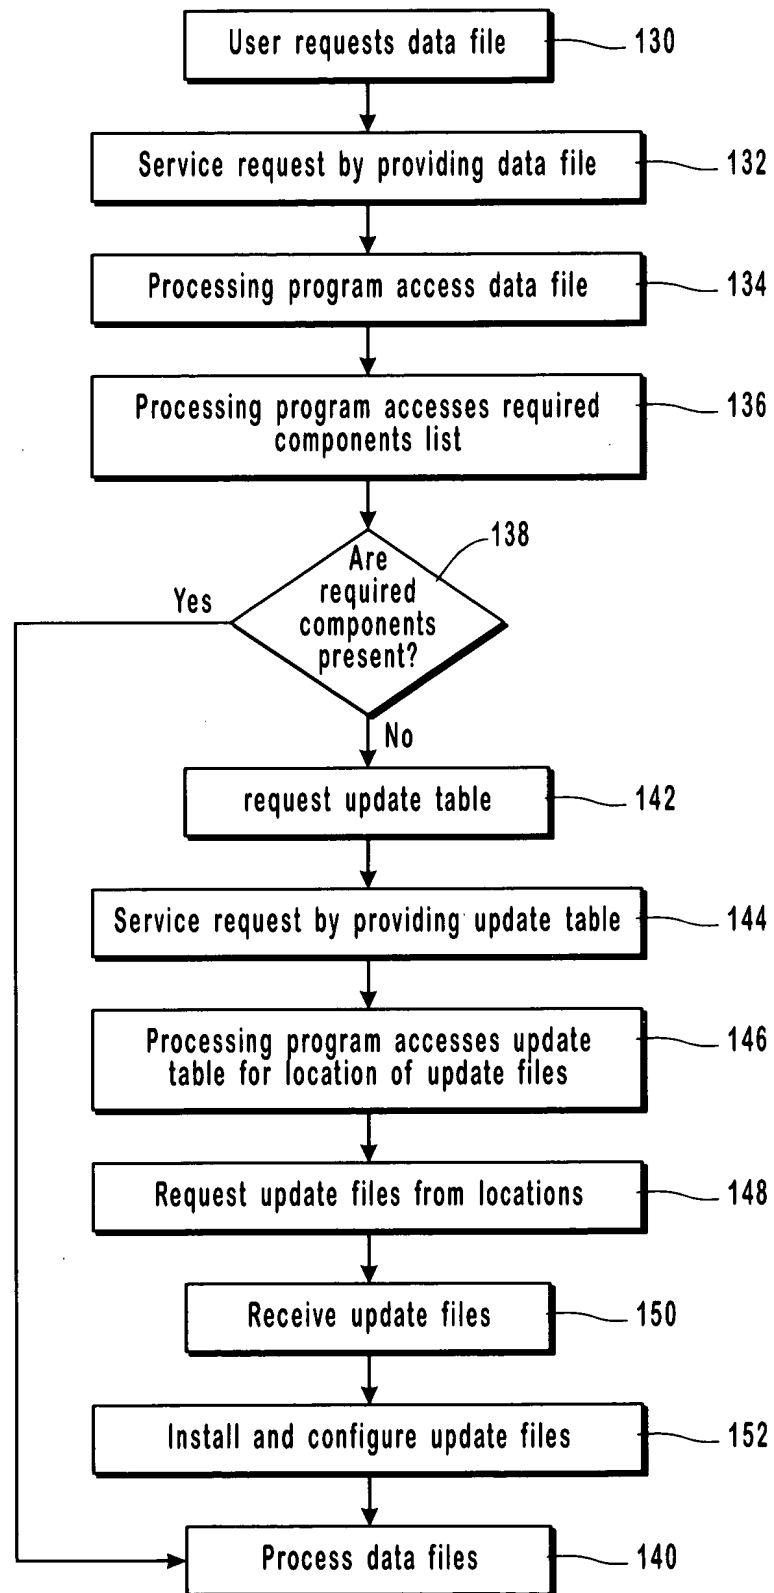 User requests data file
130
Service request by providing data file
132
Processing program access data file
134
Processing program accesses required
components list
136
138
Are
required
components
present?
Yes
No
request update table
142
Service request by providing update table
144
Processing program accesses update
table for location of update files
146
Request update files from locations
148
Receive update files
150
Install and configure update files
152
Process data files
140